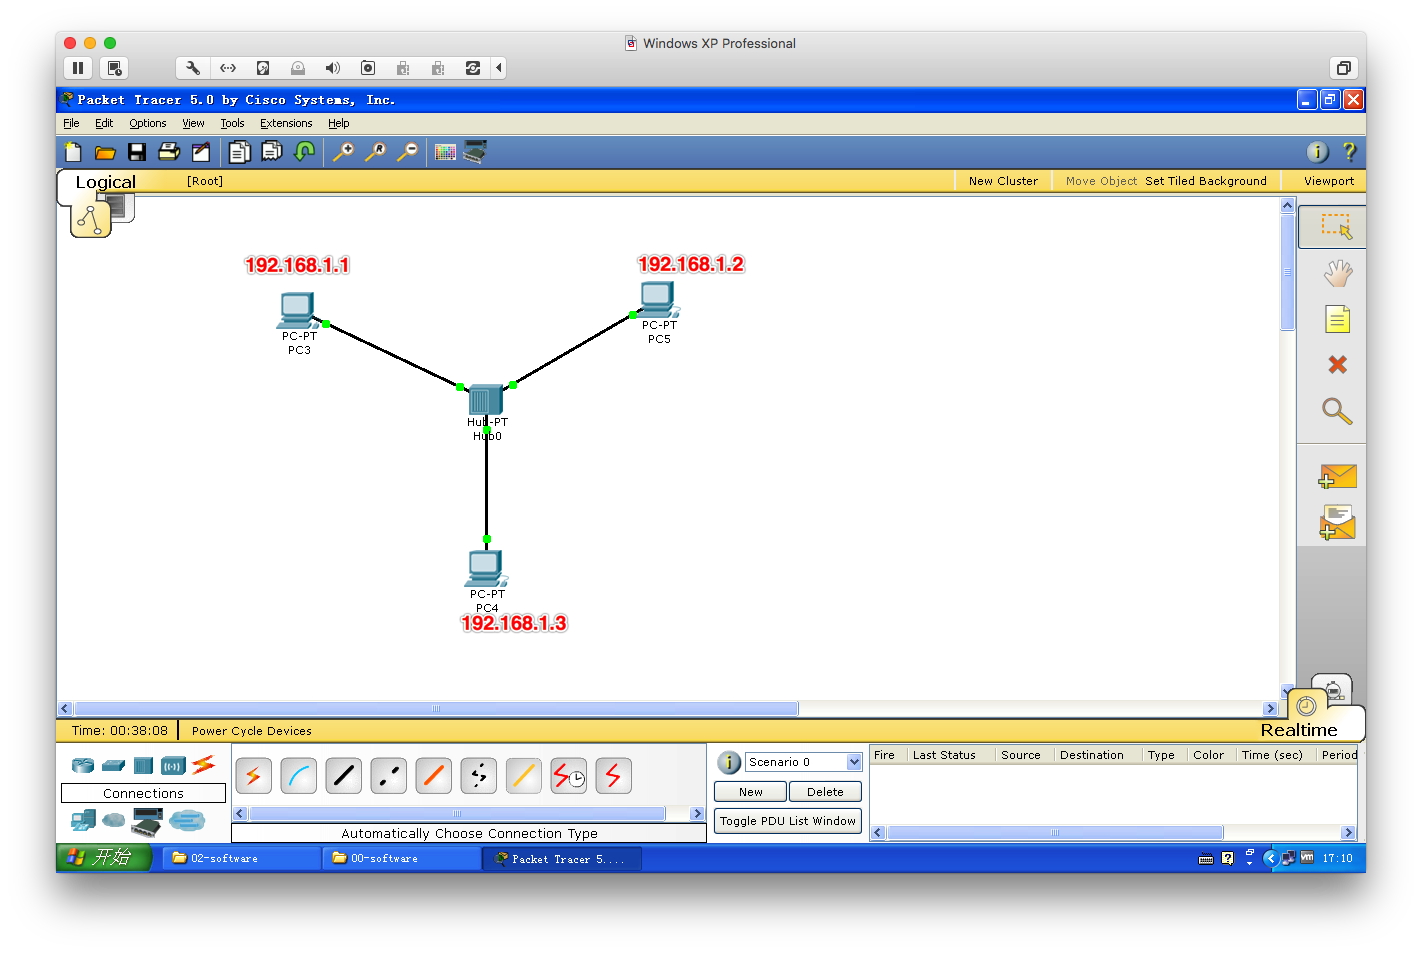 Windows XP Professional
Packet Tracer 5.0 by Cisco Systems, Inc.
File Edit Options View Tools Extensions Help
Logical [Root] New Cluster Move Object Set Tiled Background Viewport
192.168.1.1
192.168.1.2
PC-PT
PC3
PC-PT
PC5
Hub-PT
Hub0
PC-PT
PC4
192.168.1.3
Time: 00:38:08 Power Cycle Devices
Realtime
Connections
Automatically Choose Connection Type
Scenario 0
New Delete
Toggle PDU List Window
Fire Last Status Source Destination Type Color Time (sec) Period
开始 02-software 00-software Packet Tracer 5.... 17:10